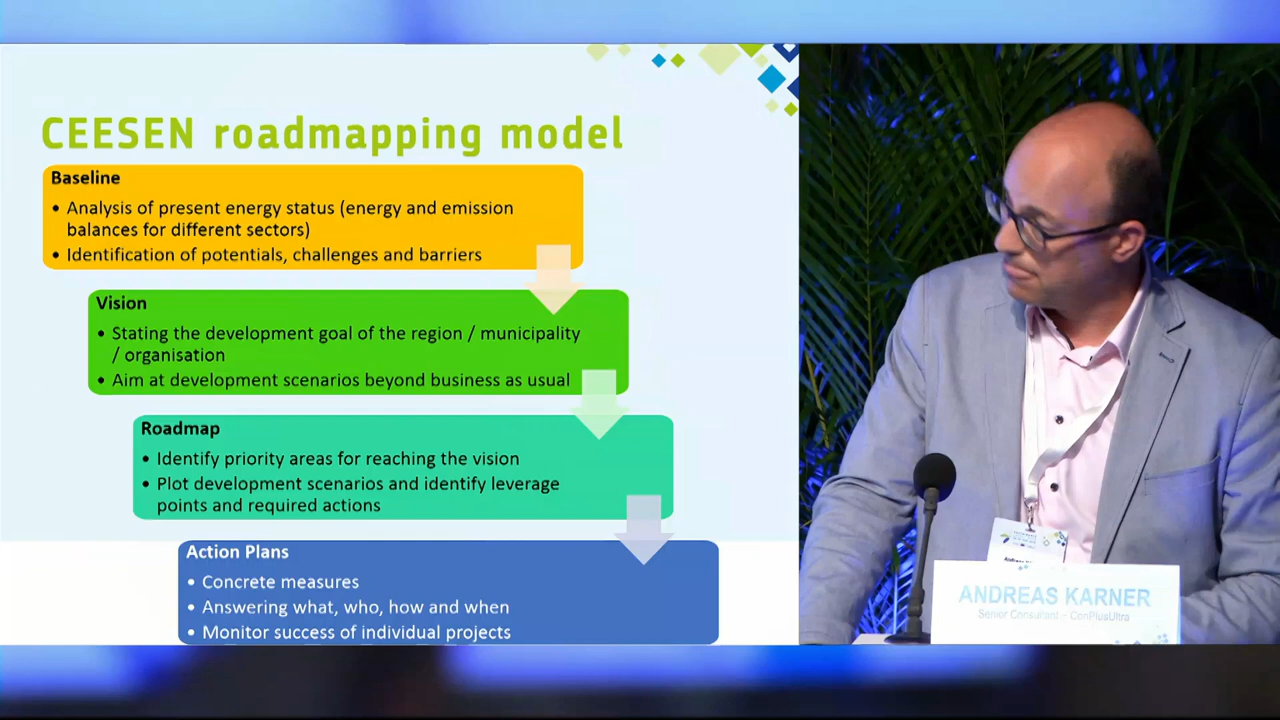 CEESEN roadmapping model
Baseline
• Analysis of present energy status (energy and emission
balances for different sectors)
• Identification of potentials, challenges and barriers
Vision
• Stating the development goal of the region / municipality
/ organisation
• Aim at development scenarios beyond business as usual
Roadmap
• Identify priority areas for reaching the vision
• Plot development scenarios and identify leverage
points and required actions
Action Plans
• Concrete measures
• Answering what, who, how and when
• Monitor success of individual projects
ANDREAS KARNER
Senior Consultant - ConPlusUltra